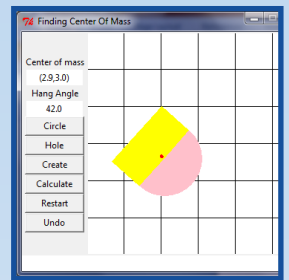 Finding Center Of Mass
Center of mass
(2.9,3.0)
Hang Angle
42.0
Circle
Hole
Create
Calculate
Restart
Undo